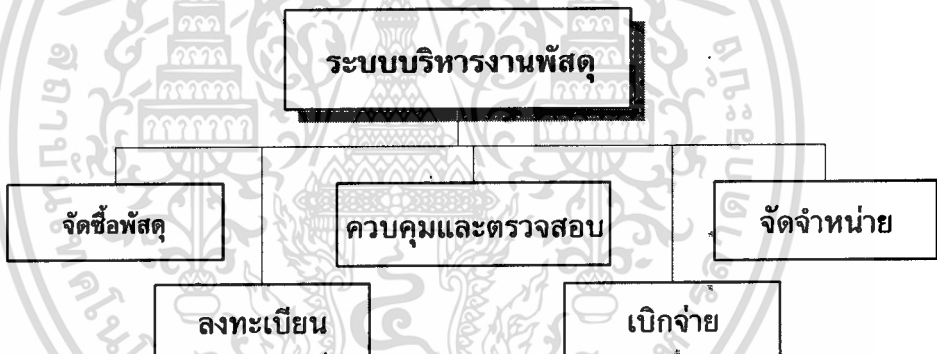 ระบบบริหารงานพัสดุ
จัดซื้อพัสดุ
ควบคุมและตรวจสอบ
จัดจำหน่าย
ลงทะเบียน
เบิกจ่าย